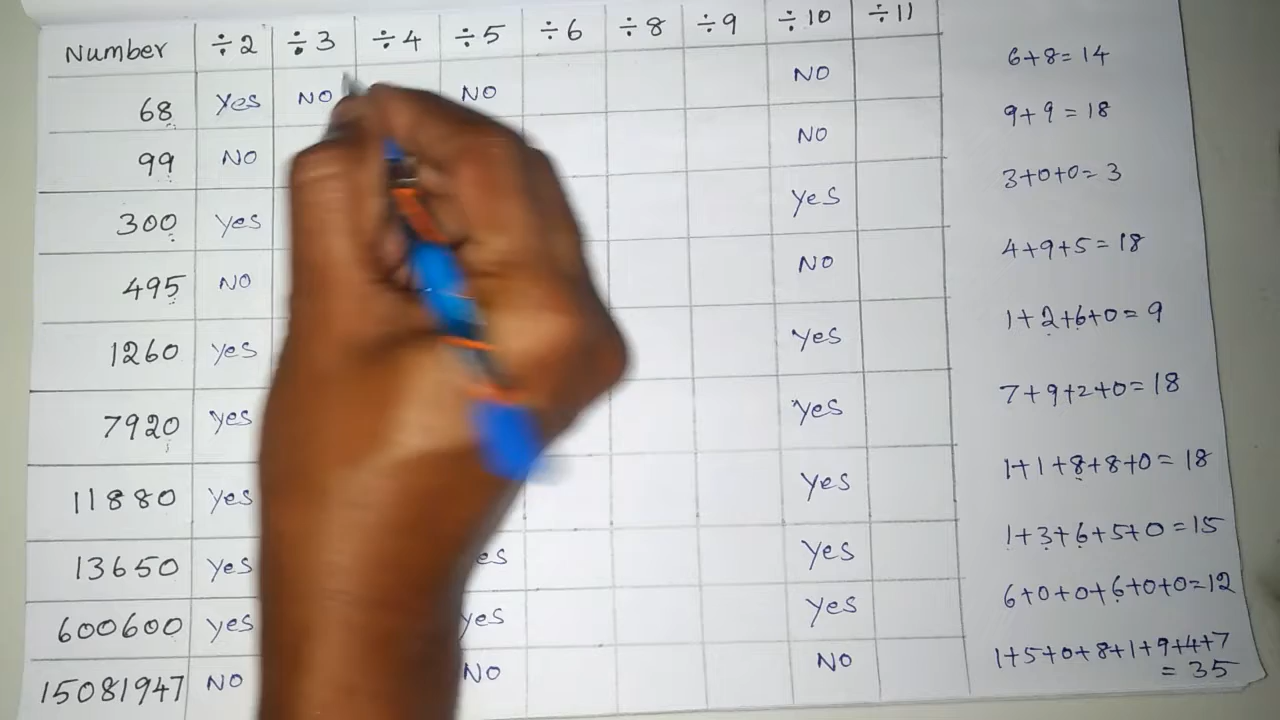 Number ÷2 ÷3 ÷4 ÷5 ÷6 ÷8 ÷9 ÷10 ÷11
68 Yes NO NO NO 6+8=14
99 NO NO 9+9=18
300 Yes Yes 3+0+0=3
495 NO NO 4+9+5=18
1260 Yes Yes 1+2+6+0=9
7920 Yes Yes 7+9+2+0=18
11880 Yes Yes 1+1+8+8+0=18
13650 Yes Yes 1+3+6+5+0=15
600600 Yes Yes Yes 6+0+0+6+0+0=12
15081947 NO NO NO 1+5+0+8+1+9+4+7
=35